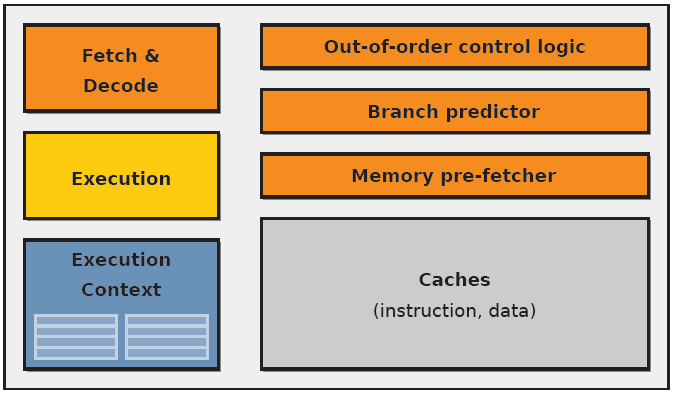 Fetch &
Decode
Execution
Execution
Context
Out-of-order control logic
Branch predictor
Memory pre-fetcher
Caches
(instruction, data)